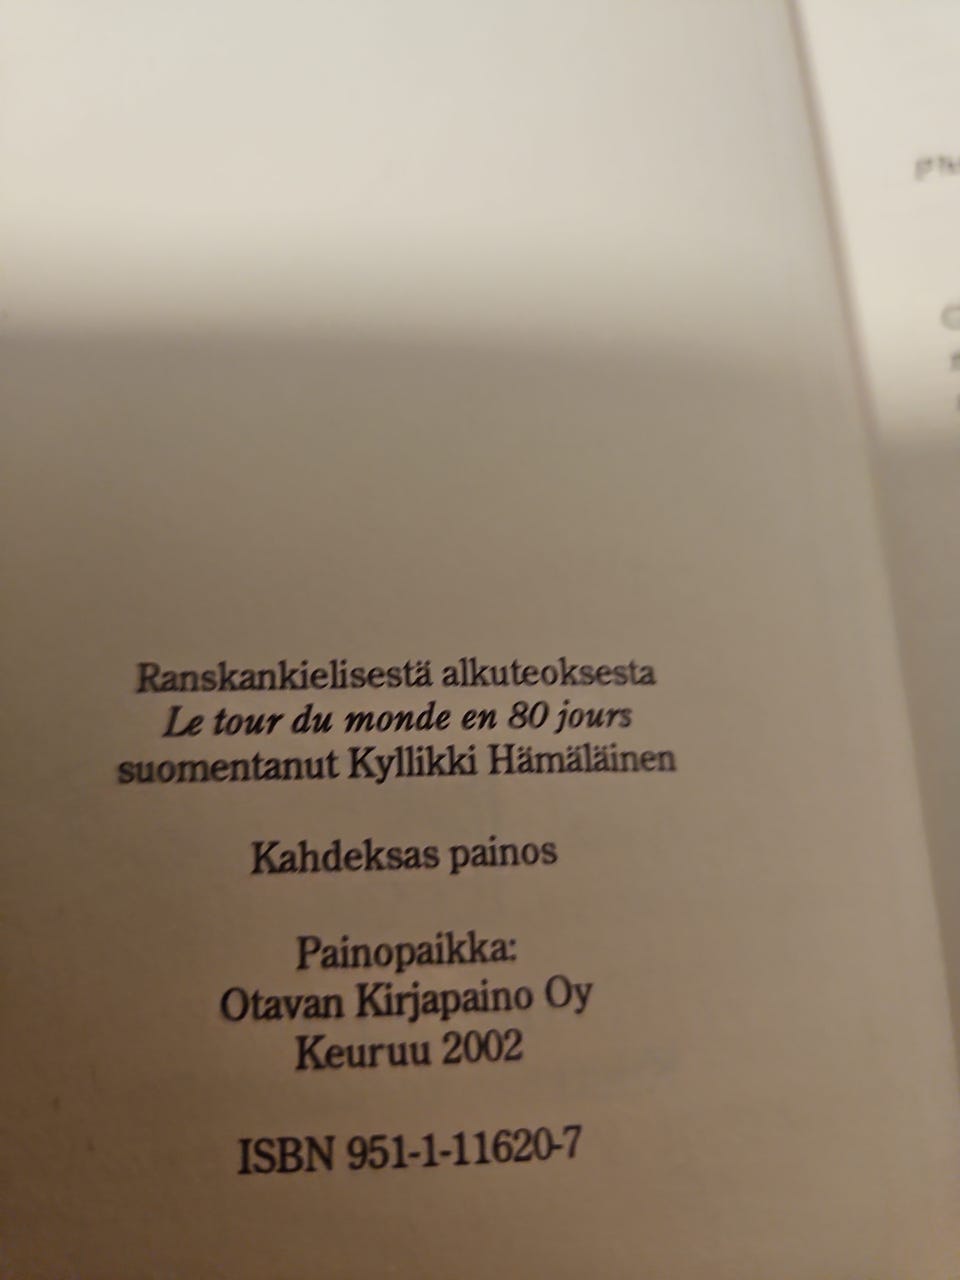 Ranskankielisestä alkuteoksesta
Le tour du monde en 80 jours
suomentanut Kyllikki Hämäläinen
Kahdeksas painos
Painopaikka:
Otavan Kirjapaino Oy
Keuruu 2002
ISBN 951-1-11620-7